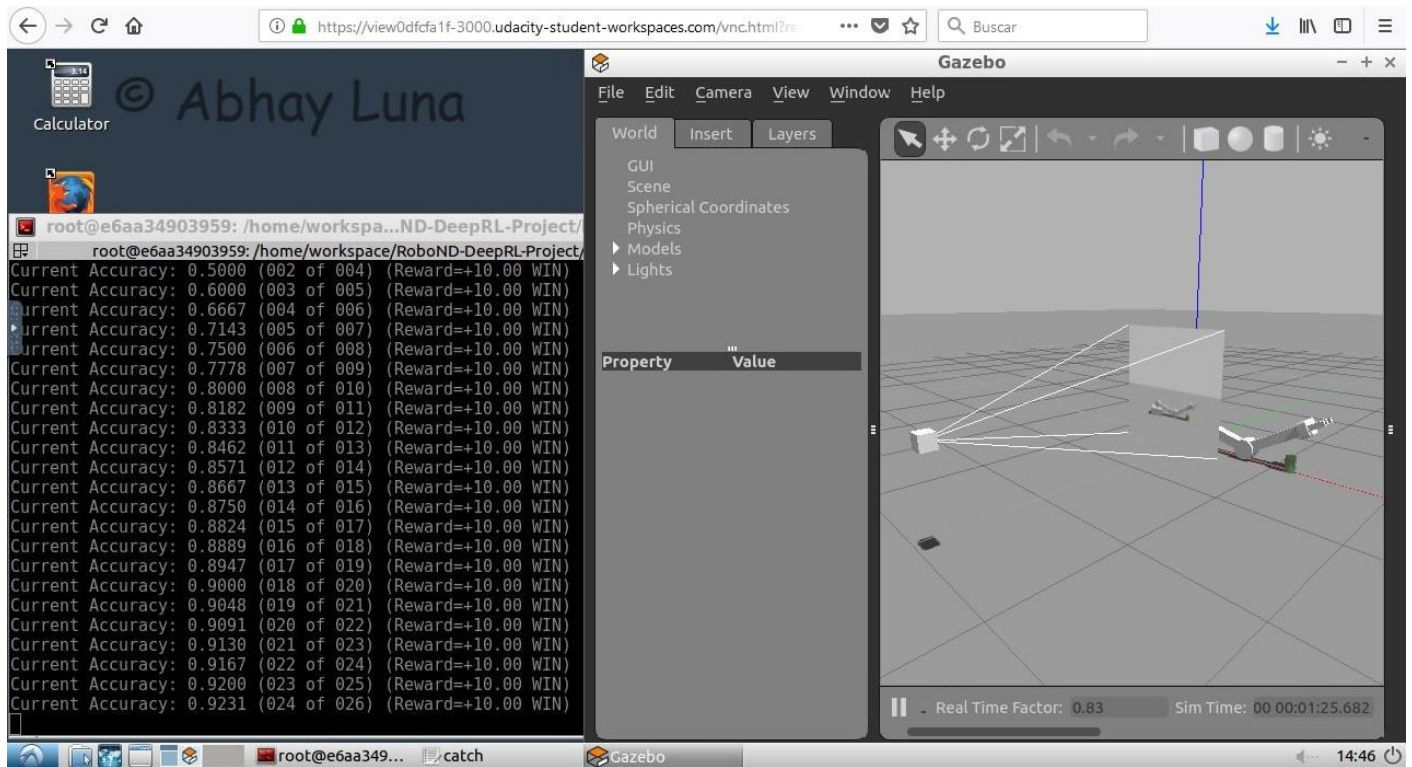 https://view0dfcfa1f-3000.udacity-student-workspaces.com/vnc.html?re
Buscar
3.14
Calculator
© Abhay Luna
root@e6aa34903959: /home/workspa...ND-DeepRL-Project/
root@e6aa34903959: /home/workspace/RoboND-DeepRL-Project/
Current Accuracy: 0.5000 (002 of 004) (Reward=+10.00 WIN)
Current Accuracy: 0.6000 (003 of 005) (Reward=+10.00 WIN)
urrent Accuracy: 0.6667 (004 of 006) (Reward=+10.00 WIN)
urrent Accuracy: 0.7143 (005 of 007) (Reward=+10.00 WIN)
urrent Accuracy: 0.7500 (006 of 008) (Reward=+10.00 WIN)
Current Accuracy: 0.7778 (007 of 009) (Reward=+10.00 WIN)
Current Accuracy: 0.8000 (008 of 010) (Reward=+10.00 WIN)
Current Accuracy: 0.8182 (009 of 011) (Reward=+10.00 WIN)
Current Accuracy: 0.8333 (010 of 012) (Reward=+10.00 WIN)
Current Accuracy: 0.8462 (011 of 013) (Reward=+10.00 WIN)
Current Accuracy: 0.8571 (012 of 014) (Reward=+10.00 WIN)
Current Accuracy: 0.8667 (013 of 015) (Reward=+10.00 WIN)
Current Accuracy: 0.8750 (014 of 016) (Reward=+10.00 WIN)
Current Accuracy: 0.8824 (015 of 017) (Reward=+10.00 WIN)
Current Accuracy: 0.8889 (016 of 018) (Reward=+10.00 WIN)
Current Accuracy: 0.8947 (017 of 019) (Reward=+10.00 WIN)
Current Accuracy: 0.9000 (018 of 020) (Reward=+10.00 WIN)
Current Accuracy: 0.9048 (019 of 021) (Reward=+10.00 WIN)
Current Accuracy: 0.9091 (020 of 022) (Reward=+10.00 WIN)
Current Accuracy: 0.9130 (021 of 023) (Reward=+10.00 WIN)
Current Accuracy: 0.9167 (022 of 024) (Reward=+10.00 WIN)
Current Accuracy: 0.9200 (023 of 025) (Reward=+10.00 WIN)
Current Accuracy: 0.9231 (024 of 026) (Reward=+10.00 WIN)
Gazebo
File Edit Camera View Window Help
World Insert Layers
GUI
Scene
Spherical Coordinates
Physics
Models
Lights
Property Value
Real Time Factor: 0.83 Sim Time: 00 00:01:25.682
root@e6aa349... catch Gazebo 14:46